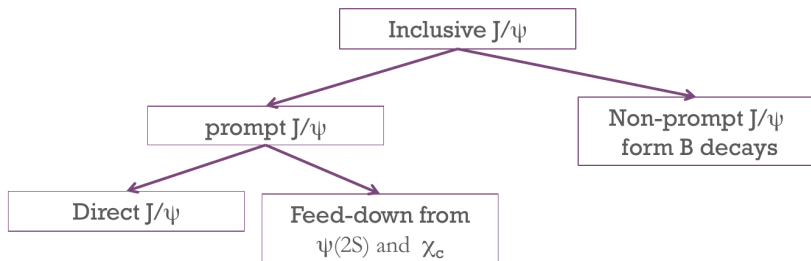 Inclusive J/ψ
prompt J/ψ
Non-prompt J/ψ
form B decays
Direct J/ψ
Feed-down from
ψ(2S) and χc